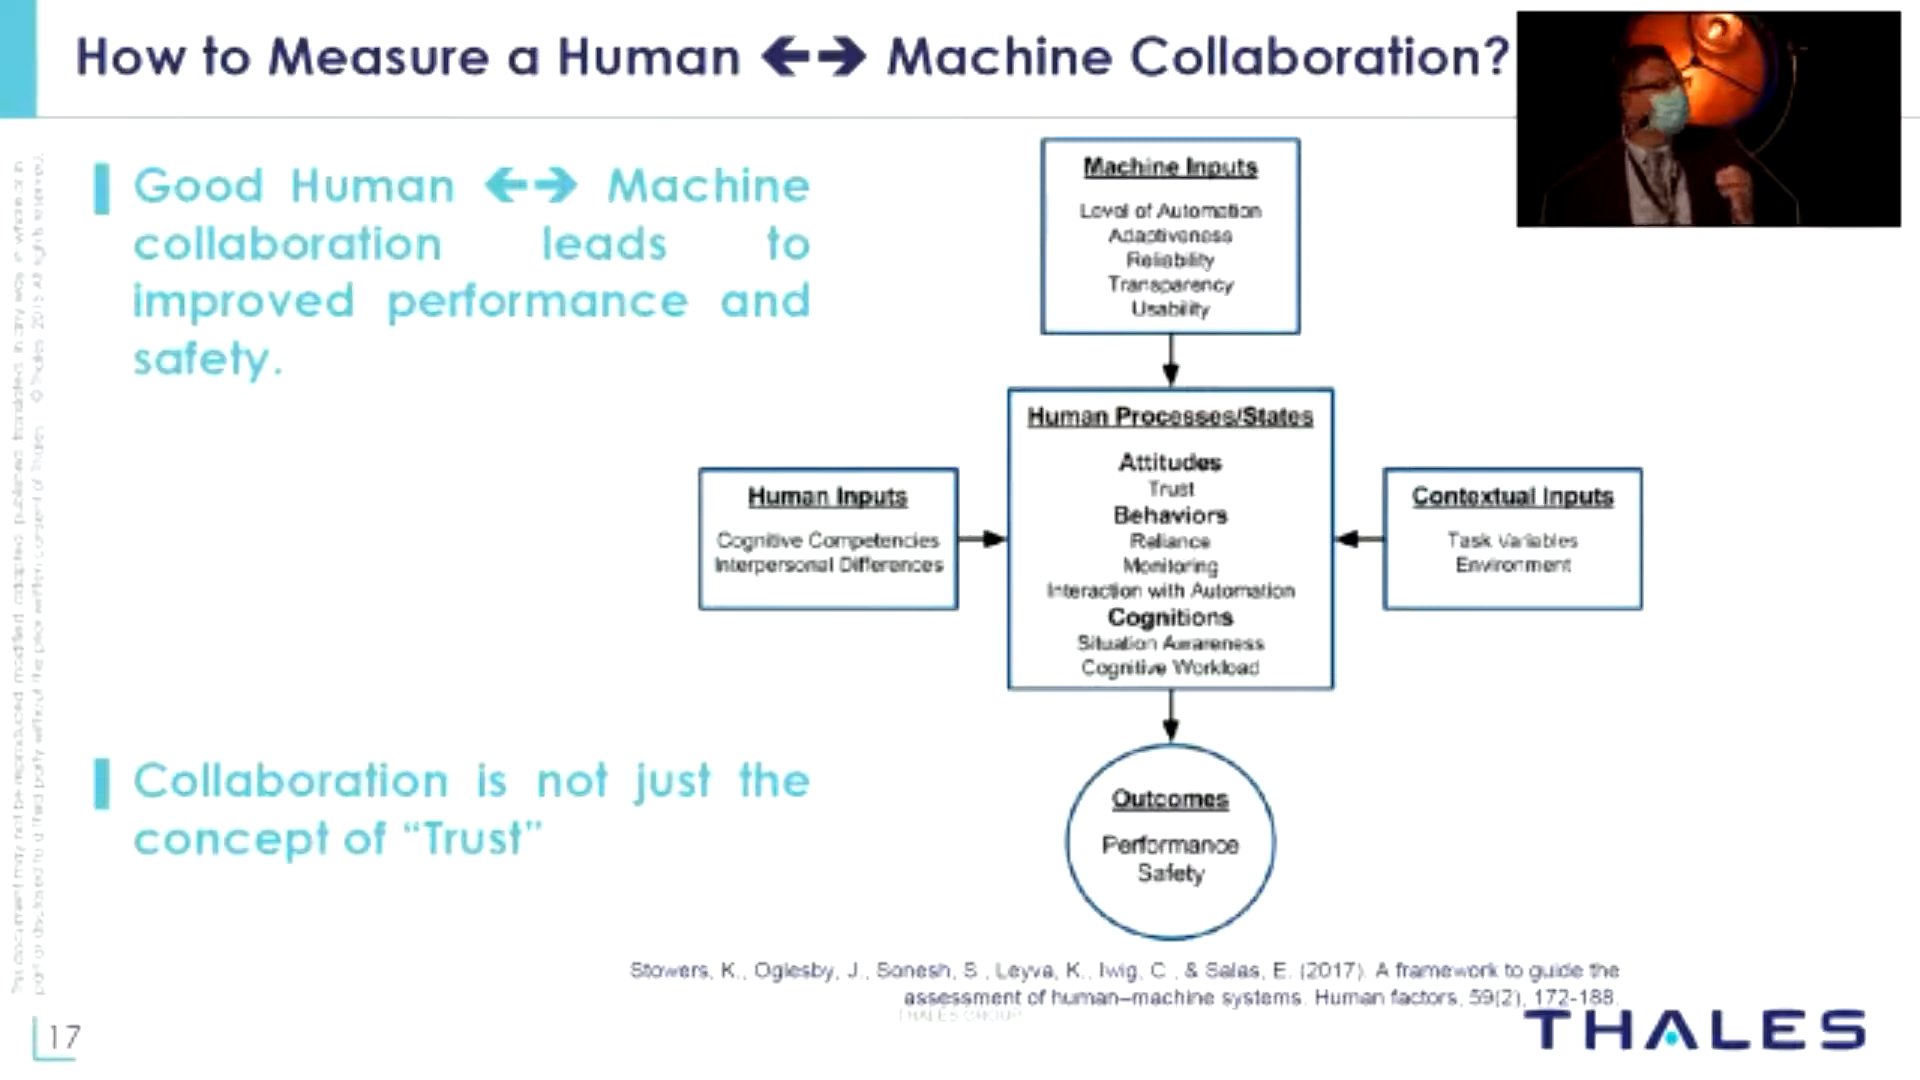 How to Measure a Human ←→ Machine Collaboration?
Good Human ←→ Machine
collaboration leads to
improved performance and
safety.
Collaboration is not just the
concept of “Trust”
Machine Inputs
Level of Automation
Adaptiveness
Reliability
Transparency
Usability
Human Inputs
Cognitive Competencies
Interpersonal Differences
Human Processes/States
Attitudes
Trust
Behaviors
Reliance
Monitoring
Interaction with Automation
Cognitions
Situation Awareness
Cognitive Workload
Contextual Inputs
Task Variables
Environment
Outcomes
Performance
Safety
Stowers, K., Oglesby, J., Sonesh, S., Leyva, K., Iwig, C., & Salas, E. (2017). A framework to guide the
assessment of human–machine systems. Human factors, 59(2), 172-188.
THALES GROUP
17
THALES